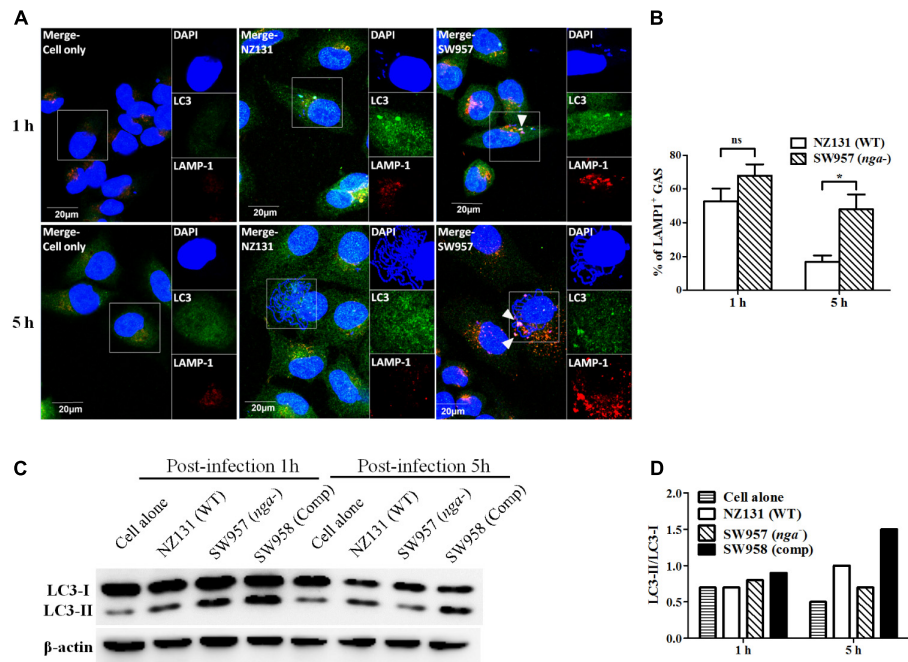 A
Merge-
Cell only
DAPI
LC3
LAMP-1
20μm
Merge-
NZ131
DAPI
LC3
LAMP-1
20μm
Merge-
SW957
DAPI
LC3
LAMP-1
20μm
1 h
Merge-
Cell only
DAPI
LC3
LAMP-1
20μm
Merge-
NZ131
DAPI
LC3
LAMP-1
20μm
Merge-
SW957
DAPI
LC3
LAMP-1
20μm
5 h
B
NZ131 (WT)
SW957 (nga-)
ns
*
% of LAMP1+ GAS
80
60
40
20
0
1 h
5 h
C
Post-infection 1h
Post-infection 5h
Cell alone
NZ131 (WT)
SW957 (nga-)
SW958 (Comp)
Cell alone
NZ131 (WT)
SW957 (nga-)
SW958 (Comp)
LC3-I
LC3-II
β-actin
D
Cell alone
NZ131 (WT)
SW957 (nga-)
SW958 (comp)
LC3-II/LC3-I
2.0
1.5
1.0
0.5
0.0
1 h
5 h